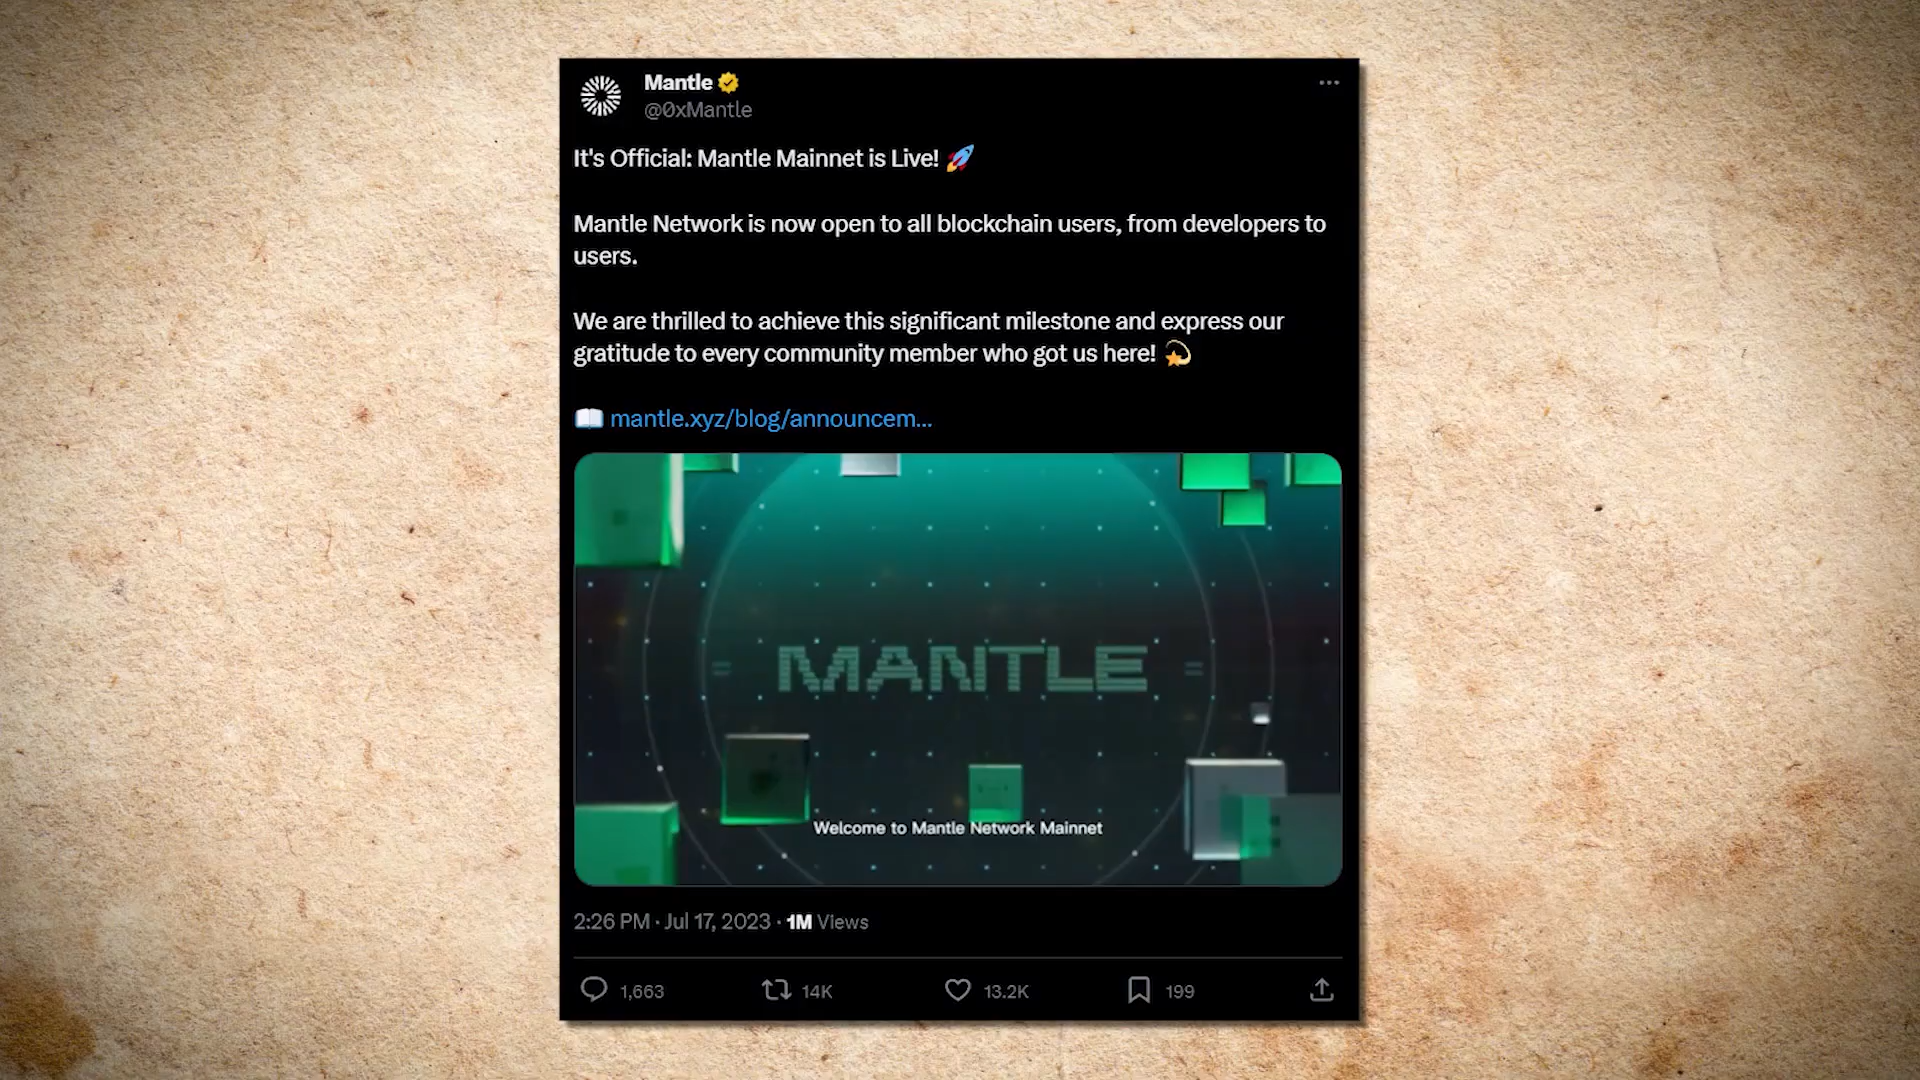 Mantle
@0xMantle
It's Official: Mantle Mainnet is Live! 🚀
Mantle Network is now open to all blockchain users, from developers to
users.
We are thrilled to achieve this significant milestone and express our
gratitude to every community member who got us here! 💫
📖 mantle.xyz/blog/announcem...
MANTLE
Welcome to Mantle Network Mainnet
2:26 PM · Jul 17, 2023 · 1M Views
1,663 14K 13.2K 199